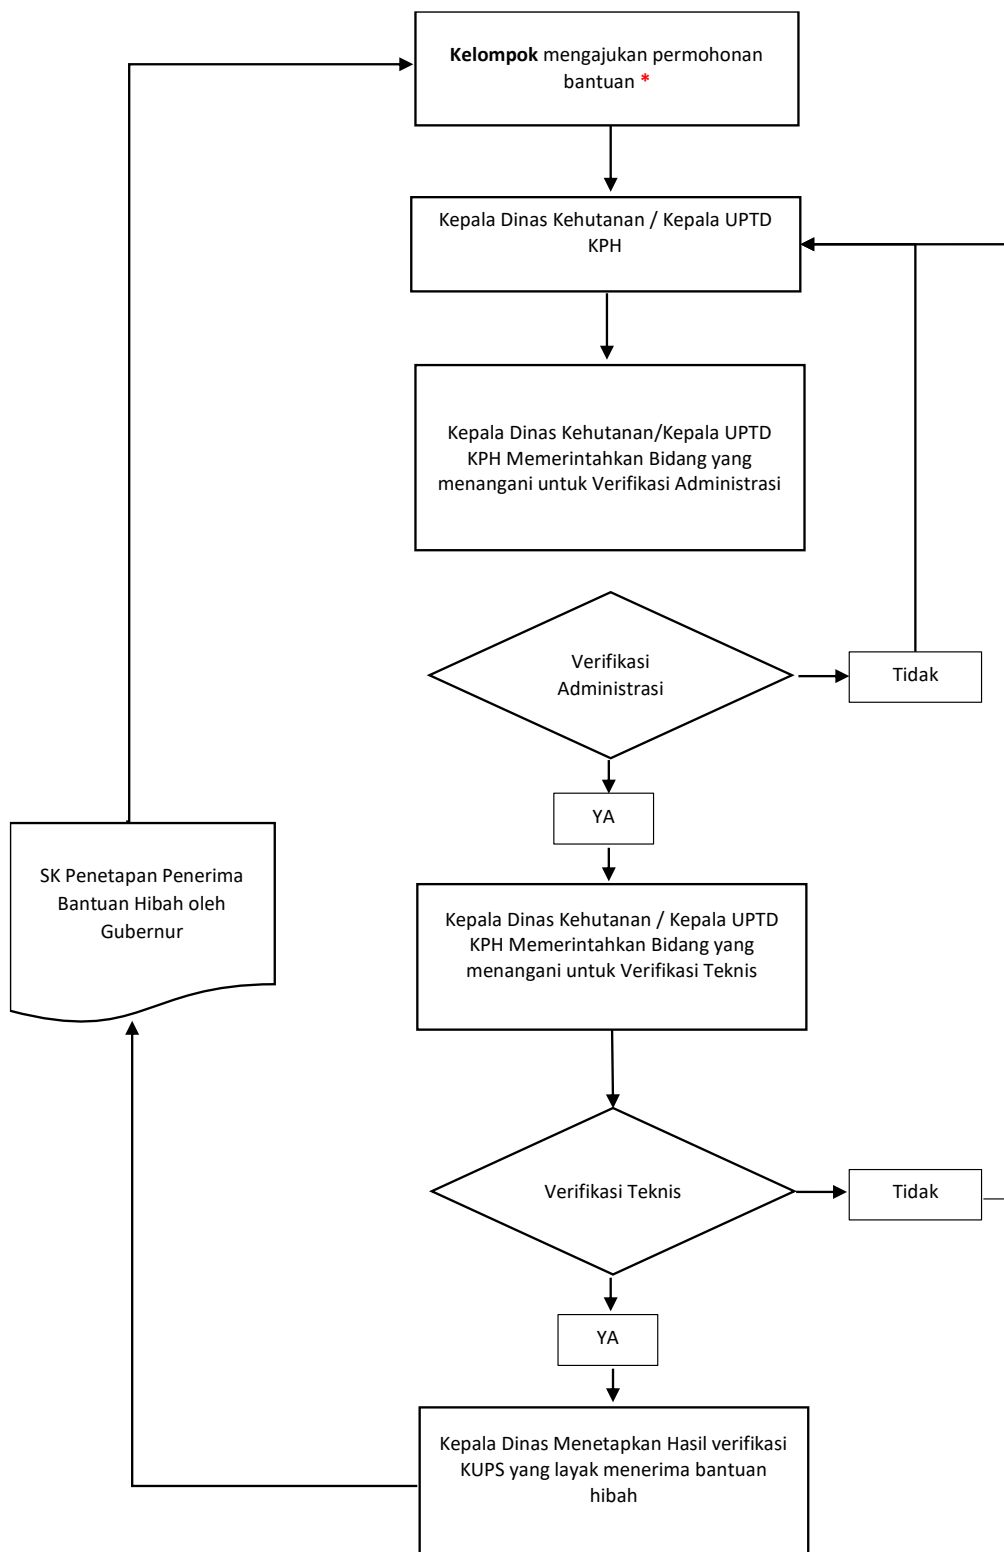 Kelompok mengajukan permohonan
bantuan *
Kepala Dinas Kehutanan / Kepala UPTD
KPH
Kepala Dinas Kehutanan/Kepala UPTD
KPH Memerintahkan Bidang yang
menangani untuk Verifikasi Administrasi
Verifikasi
Administrasi
Tidak
YA
SK Penetapan Penerima
Bantuan Hibah oleh
Gubernur
Kepala Dinas Kehutanan / Kepala UPTD
KPH Memerintahkan Bidang yang
menangani untuk Verifikasi Teknis
Verifikasi Teknis
Tidak
YA
Kepala Dinas Menetapkan Hasil verifikasi
KUPS yang layak menerima bantuan
hibah